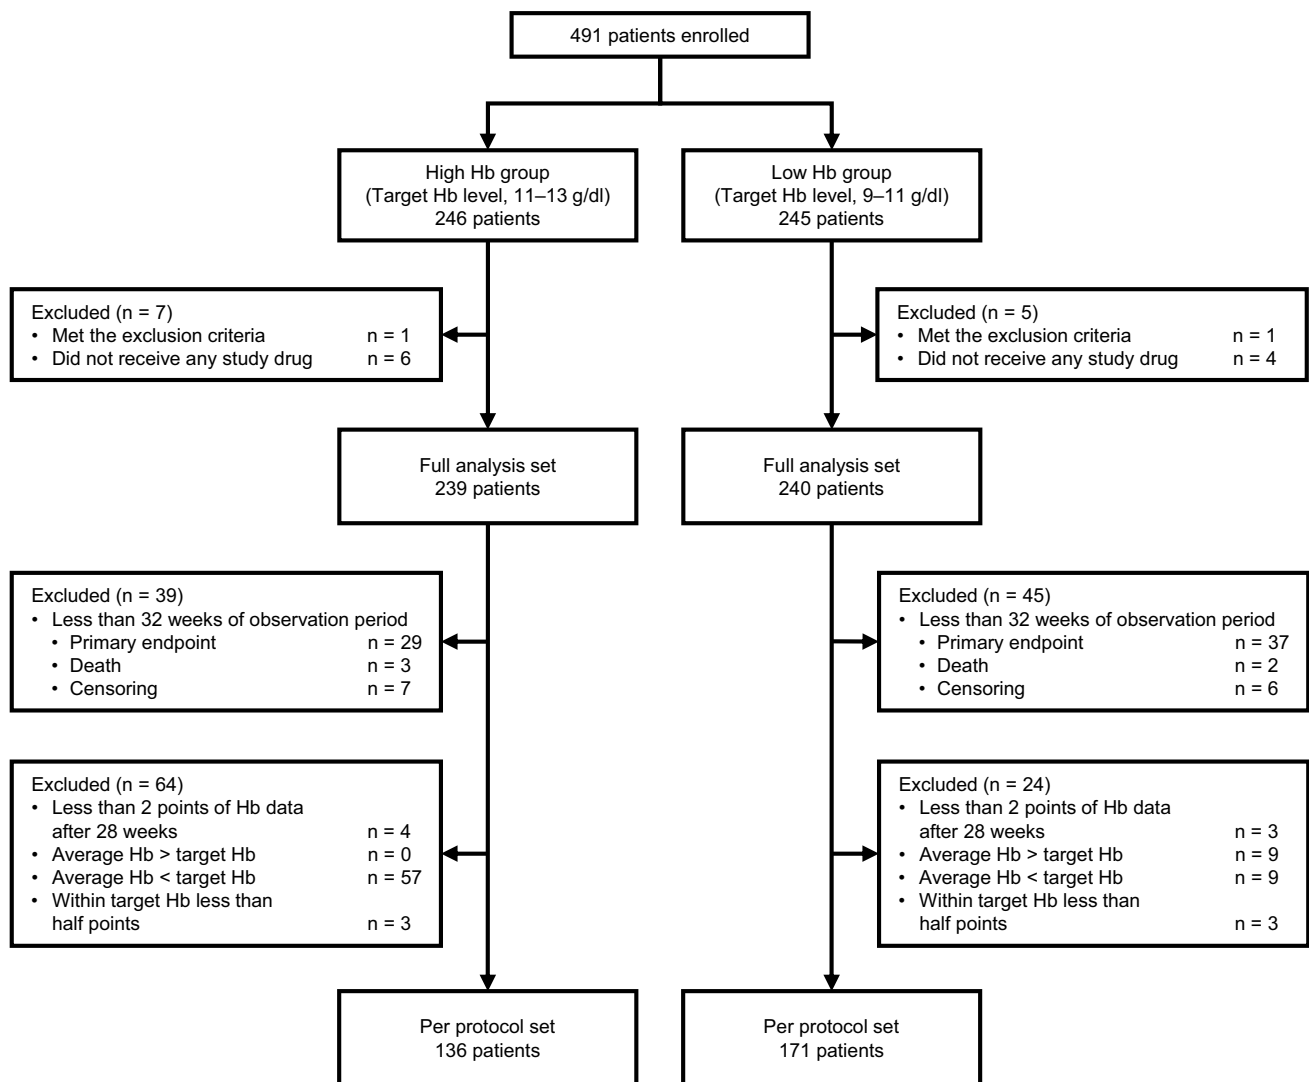 491 patients enrolled
High Hb group
(Target Hb level, 11–13 g/dl)
246 patients
Low Hb group
(Target Hb level, 9–11 g/dl)
245 patients
Excluded (n = 7)
• Met the exclusion criteria n = 1
• Did not receive any study drug n = 6
Excluded (n = 5)
• Met the exclusion criteria n = 1
• Did not receive any study drug n = 4
Full analysis set
239 patients
Full analysis set
240 patients
Excluded (n = 39)
• Less than 32 weeks of observation period
• Primary endpoint n = 29
• Death n = 3
• Censoring n = 7
Excluded (n = 45)
• Less than 32 weeks of observation period
• Primary endpoint n = 37
• Death n = 2
• Censoring n = 6
Excluded (n = 64)
• Less than 2 points of Hb data
after 28 weeks n = 4
• Average Hb > target Hb n = 0
• Average Hb < target Hb n = 57
• Within target Hb less than
half points n = 3
Excluded (n = 24)
• Less than 2 points of Hb data
after 28 weeks n = 3
• Average Hb > target Hb n = 9
• Average Hb < target Hb n = 9
• Within target Hb less than
half points n = 3
Per protocol set
136 patients
Per protocol set
171 patients